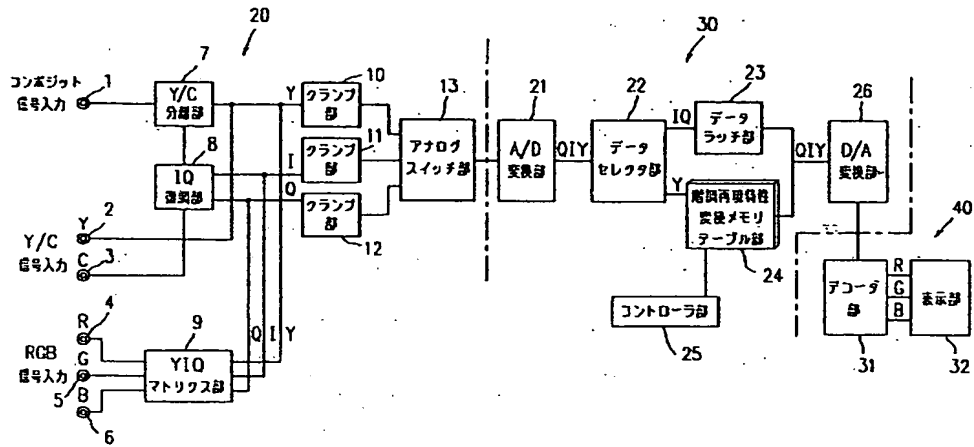 20
30
コンポジット
信号入力
1
7
Y/C
分離部
8
IQ
復調部
Y
2
Y/C
信号入力
C
3
R
4
RGB
信号入力
G
5
B
6
9
YIQ
マトリクス部
Q I Y
Y
10
クランプ
部
I
11
クランプ
部
Q
クランプ
部
12
13
アナログ
スイッチ部
21
A/D
変換部
QIY
22
データ
セレクタ部
IQ
23
データ
ラッチ部
Y
階調再現特性
変換メモリ
テーブル部
24
コントローラ部
25
QIY
26
D/A
変換部
40
デコーダ
部
31
R
G
B
表示部
32